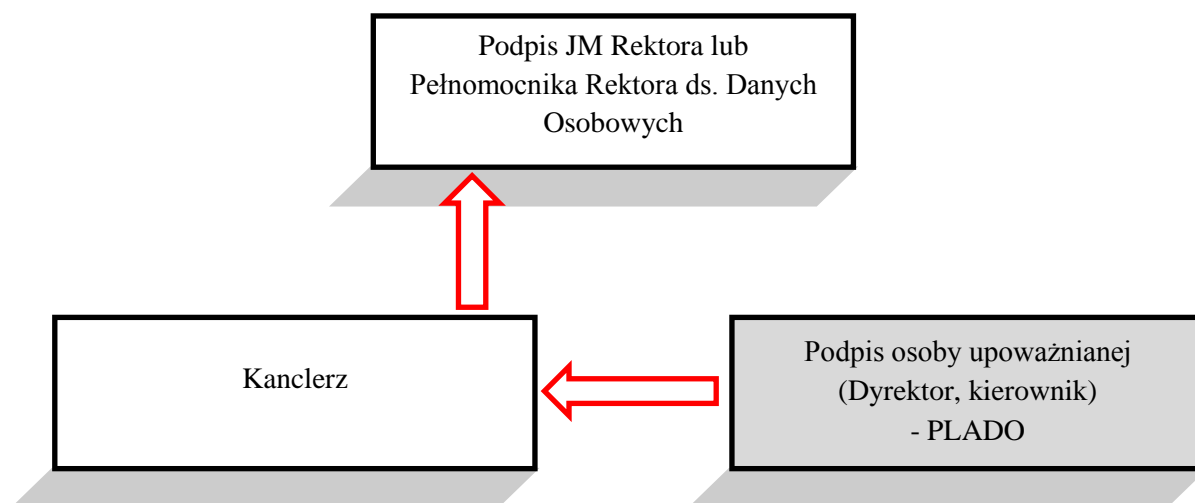 Podpis JM Rektora lub
Pełnomocnika Rektora ds. Danych
Osobowych
Kanclerz
Podpis osoby upoważnianej
(Dyrektor, kierownik)
- PLADO